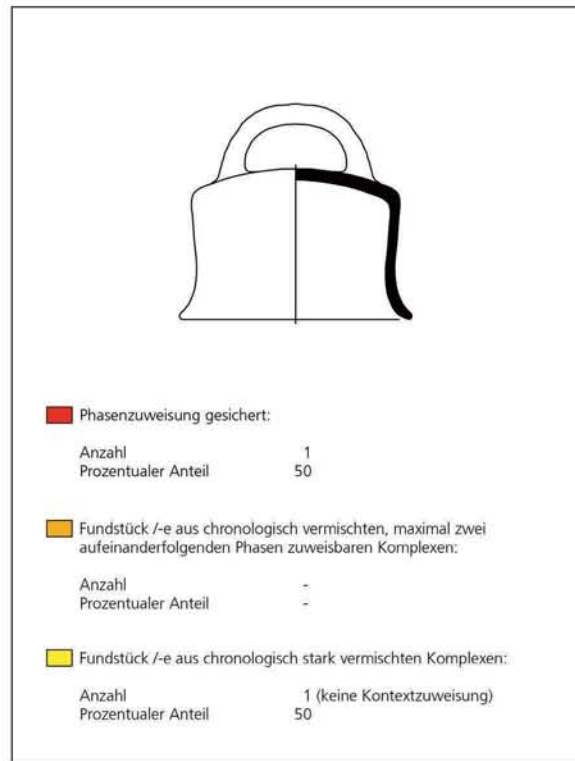 Phasenzuweisung gesichert:
Anzahl 1
Prozentualer Anteil 50
Fundstück /-e aus chronologisch vermischten, maximal zwei
aufeinanderfolgenden Phasen zuweisbaren Komplexen:
Anzahl -
Prozentualer Anteil -
Fundstück /-e aus chronologisch stark vermischten Komplexen:
Anzahl 1 (keine Kontextzuweisung)
Prozentualer Anteil 50